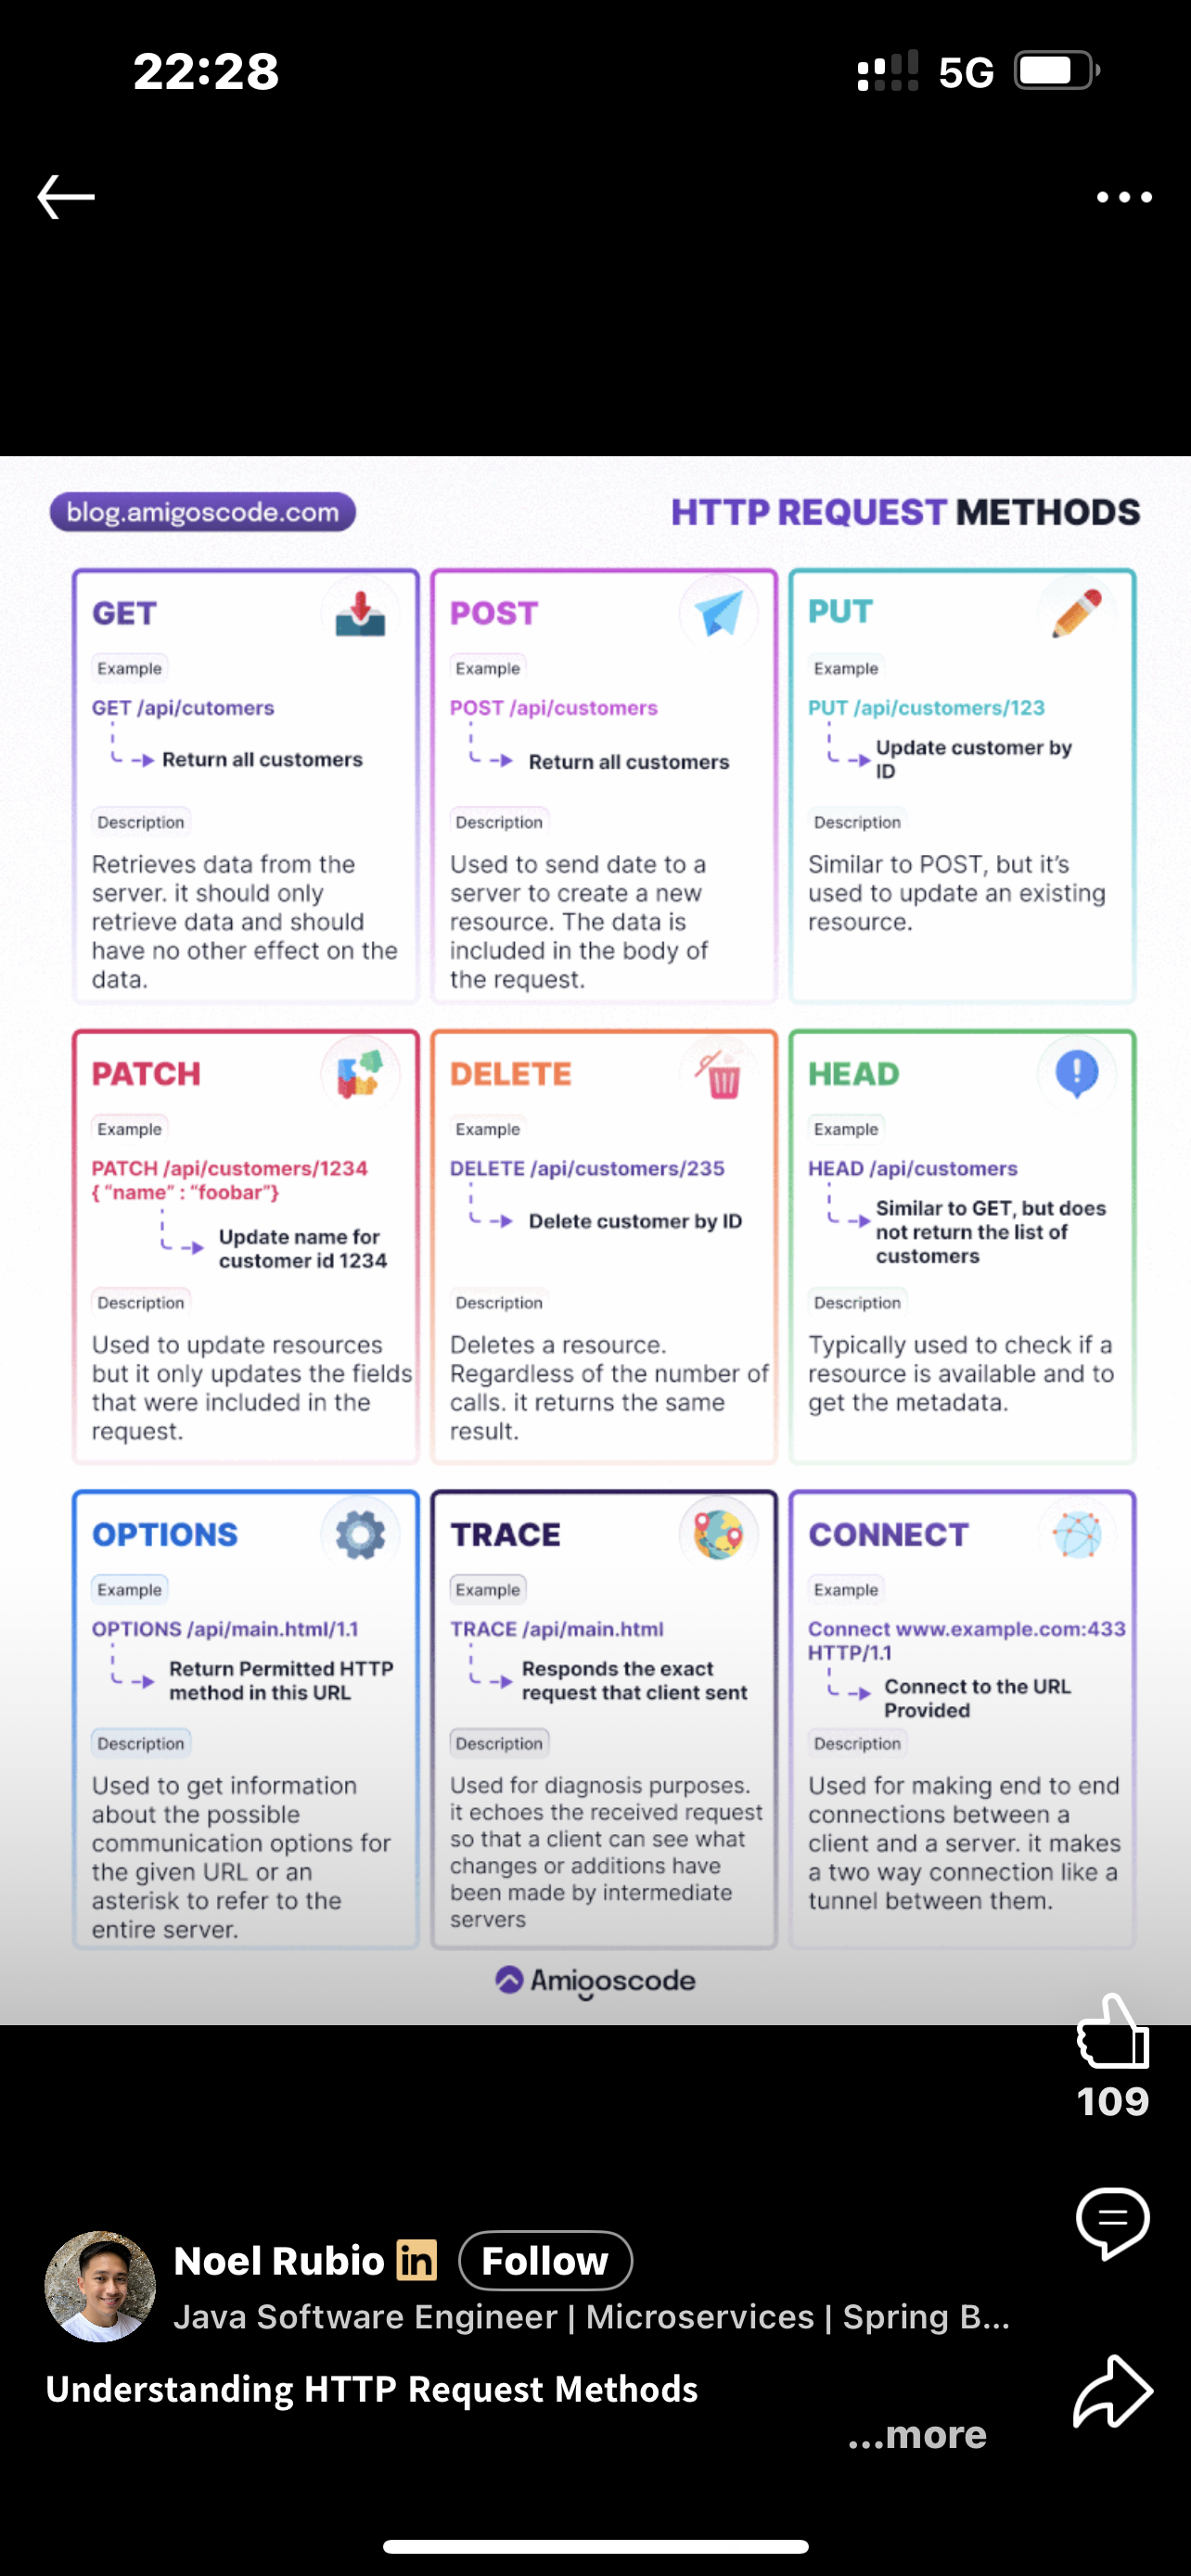 22:28
5G
blog.amigoscode.com
HTTP REQUEST METHODS
GET
Example
GET /api/cutomers
Return all customers
Description
Retrieves data from the
server. it should only
retrieve data and should
have no other effect on the
data.
POST
Example
POST /api/customers
Return all customers
Description
Used to send date to a
server to create a new
resource. The data is
included in the body of
the request.
PUT
Example
PUT /api/customers/123
Update customer by
ID
Description
Similar to POST, but it’s
used to update an existing
resource.
PATCH
Example
PATCH /api/customers/1234
{ “name” : “foobar”}
Update name for
customer id 1234
Description
Used to update resources
but it only updates the fields
that were included in the
request.
DELETE
Example
DELETE /api/customers/235
Delete customer by ID
Description
Deletes a resource.
Regardless of the number of
calls. it returns the same
result.
HEAD
Example
HEAD /api/customers
Similar to GET, but does
not return the list of
customers
Description
Typically used to check if a
resource is available and to
get the metadata.
OPTIONS
Example
OPTIONS /api/main.html/1.1
Return Permitted HTTP
method in this URL
Description
Used to get information
about the possible
communication options for
the given URL or an
asterisk to refer to the
entire server.
TRACE
Example
TRACE /api/main.html
Responds the exact
request that client sent
Description
Used for diagnosis purposes.
it echoes the received request
so that a client can see what
changes or additions have
been made by intermediate
servers
CONNECT
Example
Connect www.example.com:433
HTTP/1.1
Connect to the URL
Provided
Description
Used for making end to end
connections between a
client and a server. it makes
a two way connection like a
tunnel between them.
Amigoscode
109
Noel Rubio in Follow
Java Software Engineer | Microservices | Spring B...
Understanding HTTP Request Methods
...more